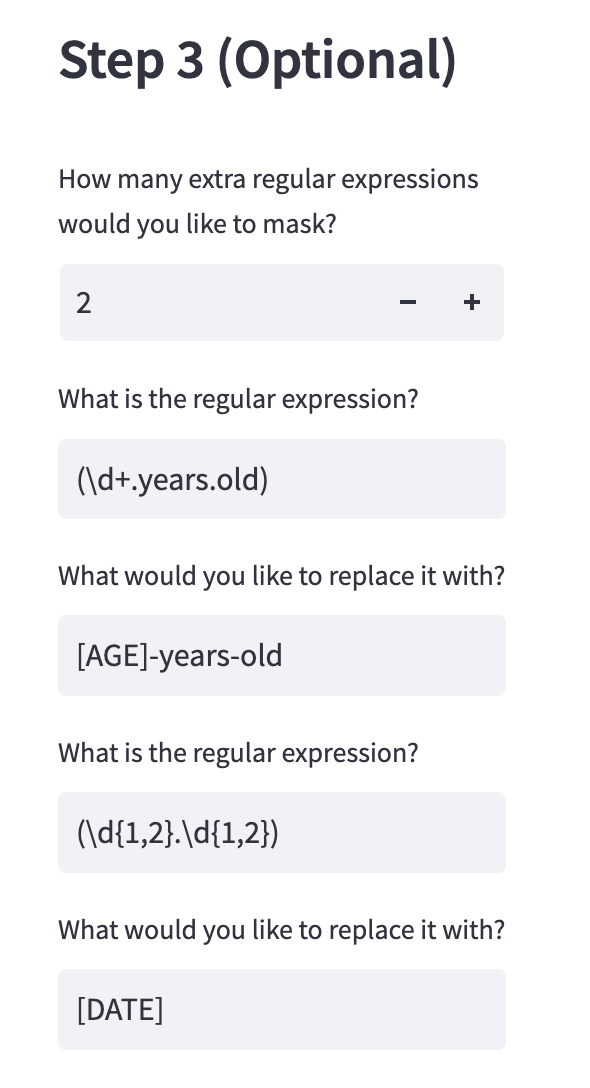 Step 3 (Optional)
How many extra regular expressions
would you like to mask?
2 − +
What is the regular expression?
(\d+.years.old)
What would you like to replace it with?
[AGE]-years-old
What is the regular expression?
(\d{1,2}.\d{1,2})
What would you like to replace it with?
[DATE]